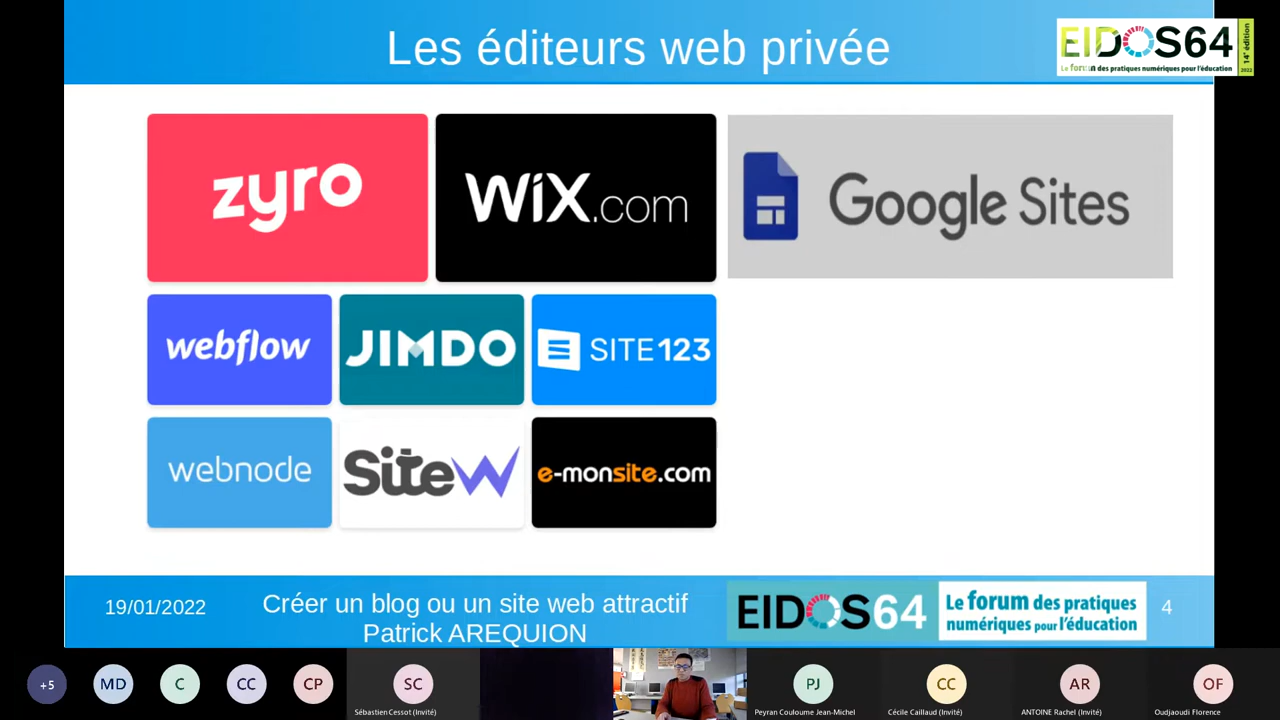 Les éditeurs web privée
EIDOS64
Le forum des pratiques numériques pour l'éducation
14e édition
2022
zyro
WiX.com
Google Sites
webflow
JIMDO
SITE123
webnode
SiteW
e-monsite.com
19/01/2022
Créer un blog ou un site web attractif
Patrick AREQUION
EIDOS64
Le forum des pratiques
numériques pour l'éducation
4
+5
MD
C
CC
CP
SC
PJ
CC
AR
OF
Sébastien Cessot (Invité)
Peyran Couloume Jean-Michel
Cécile Caillaud (Invité)
ANTOINE Rachel (Invité)
Oudjaoudi Florence